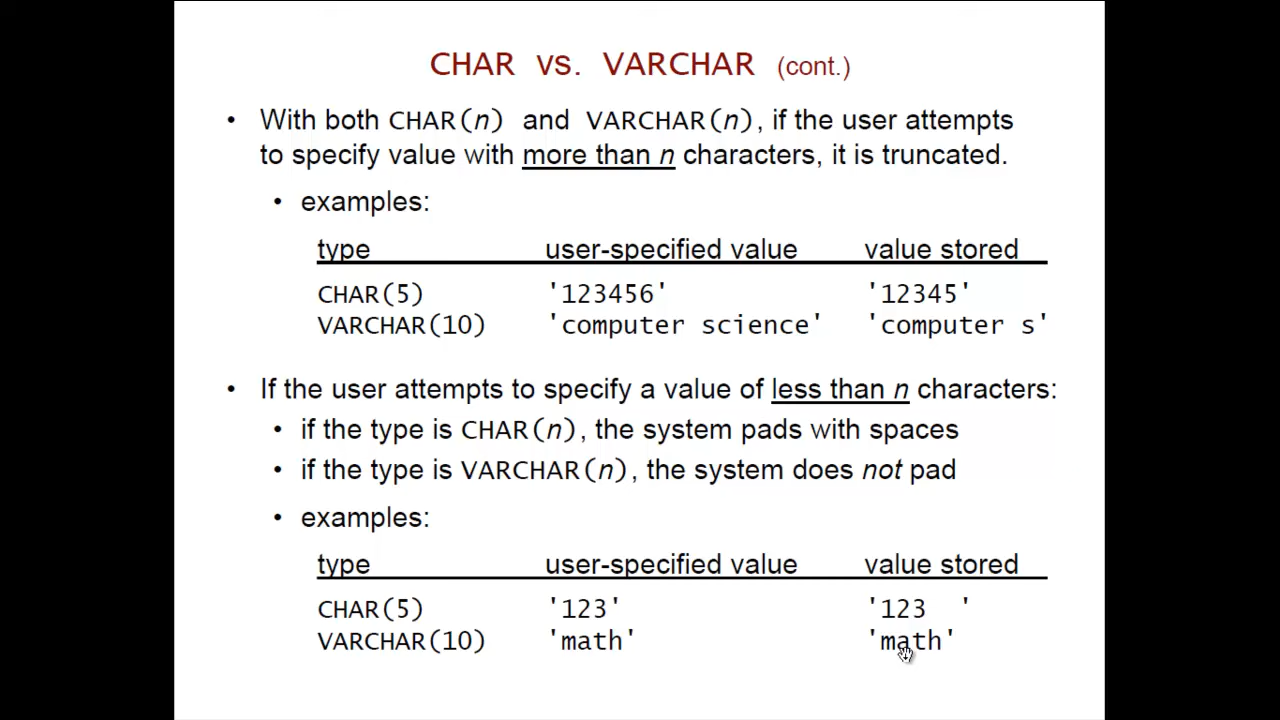 CHAR vs. VARCHAR (cont.)
• With both CHAR(n) and VARCHAR(n), if the user attempts
to specify value with more than n characters, it is truncated.
• examples:
type user-specified value value stored
CHAR(5) '123456' '12345'
VARCHAR(10) 'computer science' 'computer s'
• If the user attempts to specify a value of less than n characters:
• if the type is CHAR(n), the system pads with spaces
• if the type is VARCHAR(n), the system does not pad
• examples:
type user-specified value value stored
CHAR(5) '123' '123  '
VARCHAR(10) 'math' 'math'